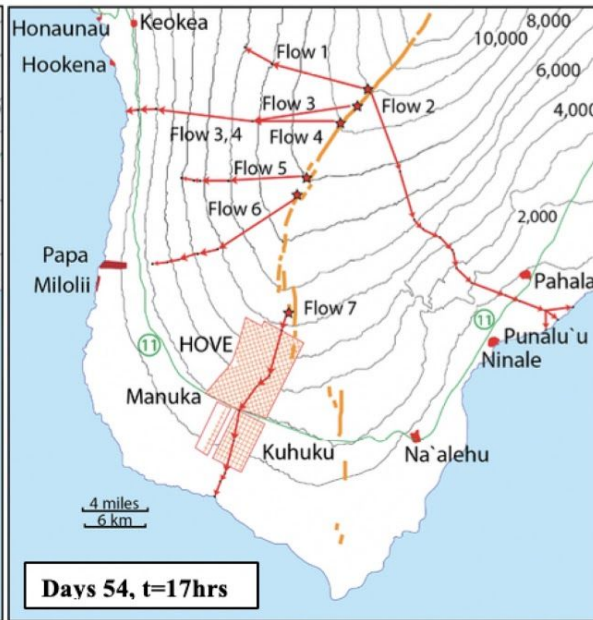 Honaunau
Keokea
8,000
10,000
Flow 1
Hookena
6,000
Flow 3
Flow 2
4,000
Flow 3, 4
Flow 4
Flow 5
Flow 6
2,000
Papa
Pahala
Milolii
Flow 7
11
11
HOVE
Punalu`u
Ninale
Manuka
Kuhuku
Na`alehu
4 miles
6 km
Days 54, t=17hrs